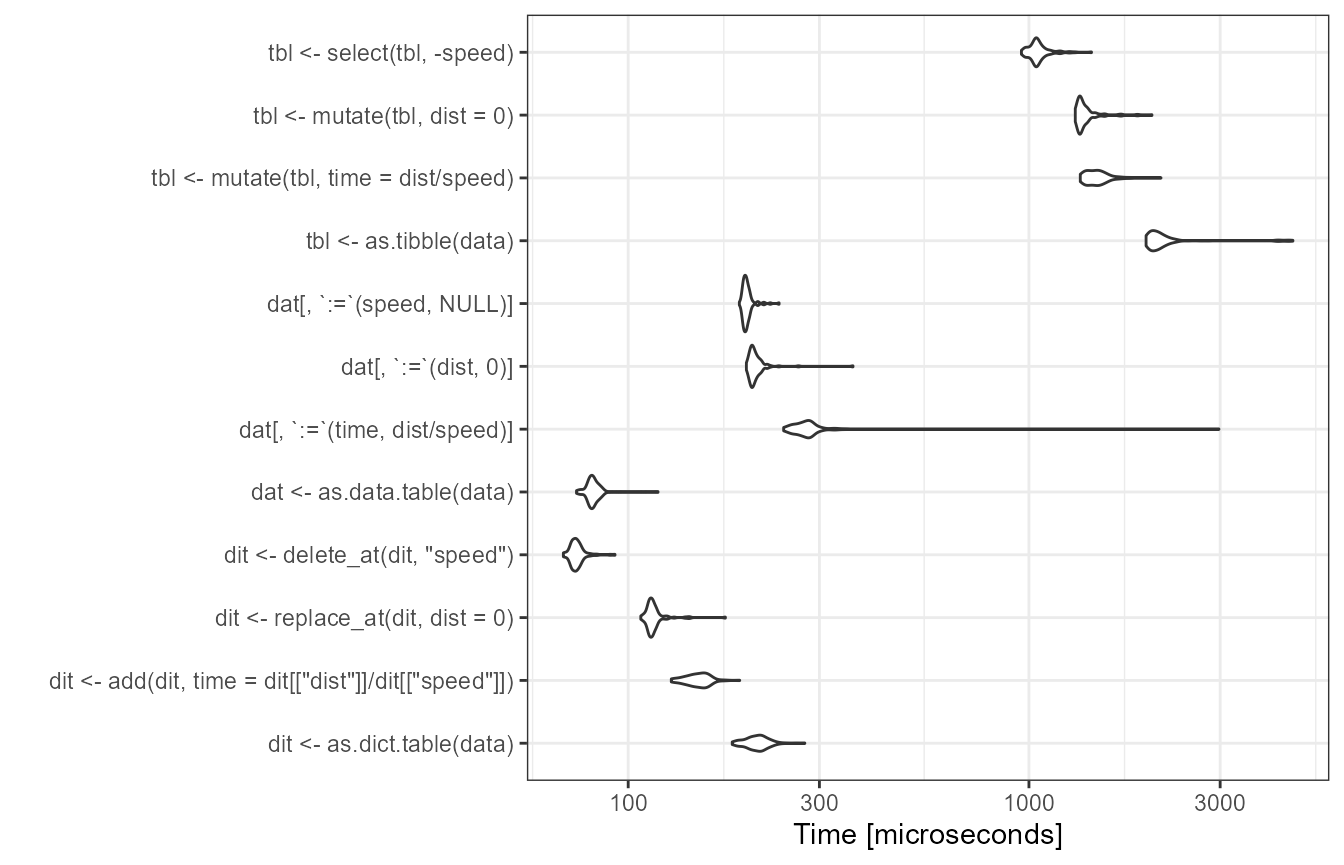 tbl <- select(tbl, -speed)
tbl <- mutate(tbl, dist = 0)
tbl <- mutate(tbl, time = dist/speed)
tbl <- as.tibble(data)
dat[, `:=`(speed, NULL)]
dat[, `:=`(dist, 0)]
dat[, `:=`(time, dist/speed)]
dat <- as.data.table(data)
dit <- delete_at(dit, "speed")
dit <- replace_at(dit, dist = 0)
dit <- add(dit, time = dit[["dist"]]/dit[["speed"]])
dit <- as.dict.table(data)
100 300 1000 3000
Time [microseconds]